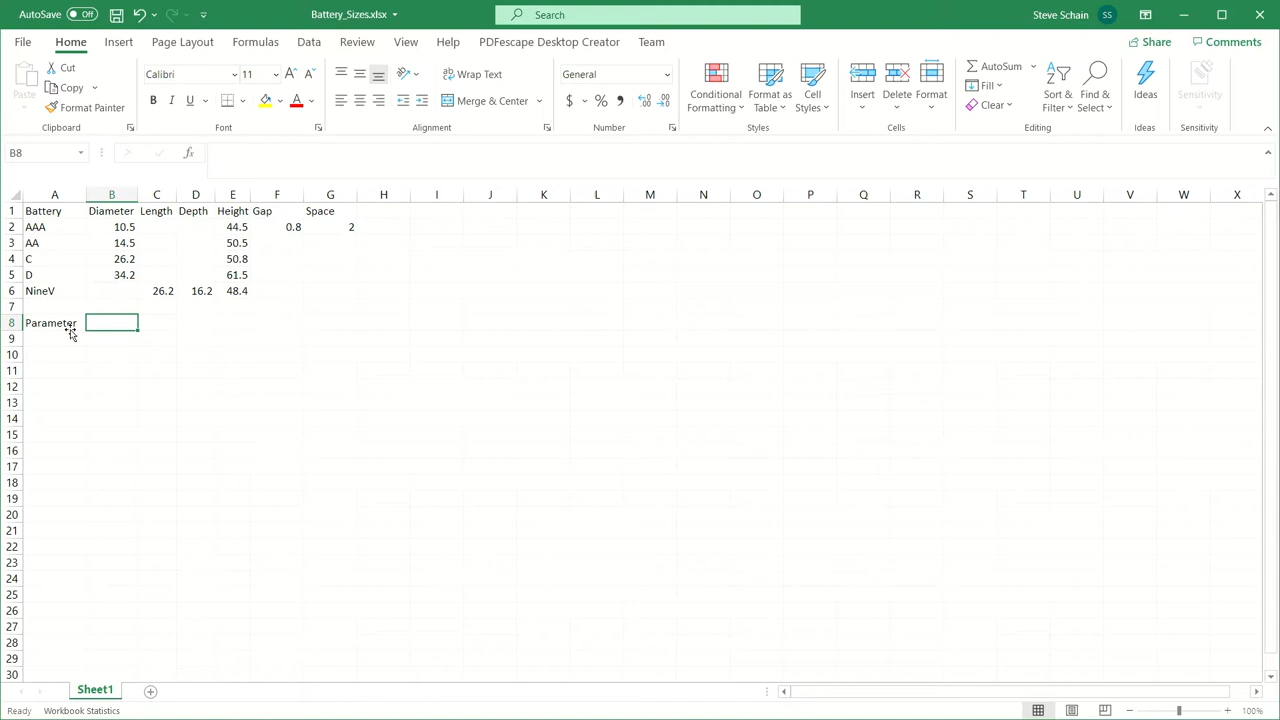 AutoSave Off Battery_Sizes.xlsx Search Steve Schain SS
File Home Insert Page Layout Formulas Data Review View Help PDFescape Desktop Creator Team Share Comments
Paste Cut Copy Format Painter Clipboard
Calibri 11 A A B I U A Font
Wrap Text Merge & Center Alignment
General $ % Number
Conditional Formatting Format as Table Cell Styles Styles
Insert Delete Format Cells
AutoSum Fill Clear Sort & Filter Find & Select Editing
Ideas Ideas
Sensitivity Sensitivity
B8 fx
A B C D E F G H I J K L M N O P Q R S T U V W X
1 Battery Diameter Length Depth Height Gap Space
2 AAA 10.5 44.5 0.8 2
3 AA 14.5 50.5
4 C 26.2 50.8
5 D 34.2 61.5
6 NineV 26.2 16.2 48.4
7
8 Parameter
9
10
11
12
13
14
15
16
17
18
19
20
21
22
23
24
25
26
27
28
29
30
Sheet1
Ready Workbook Statistics 100%